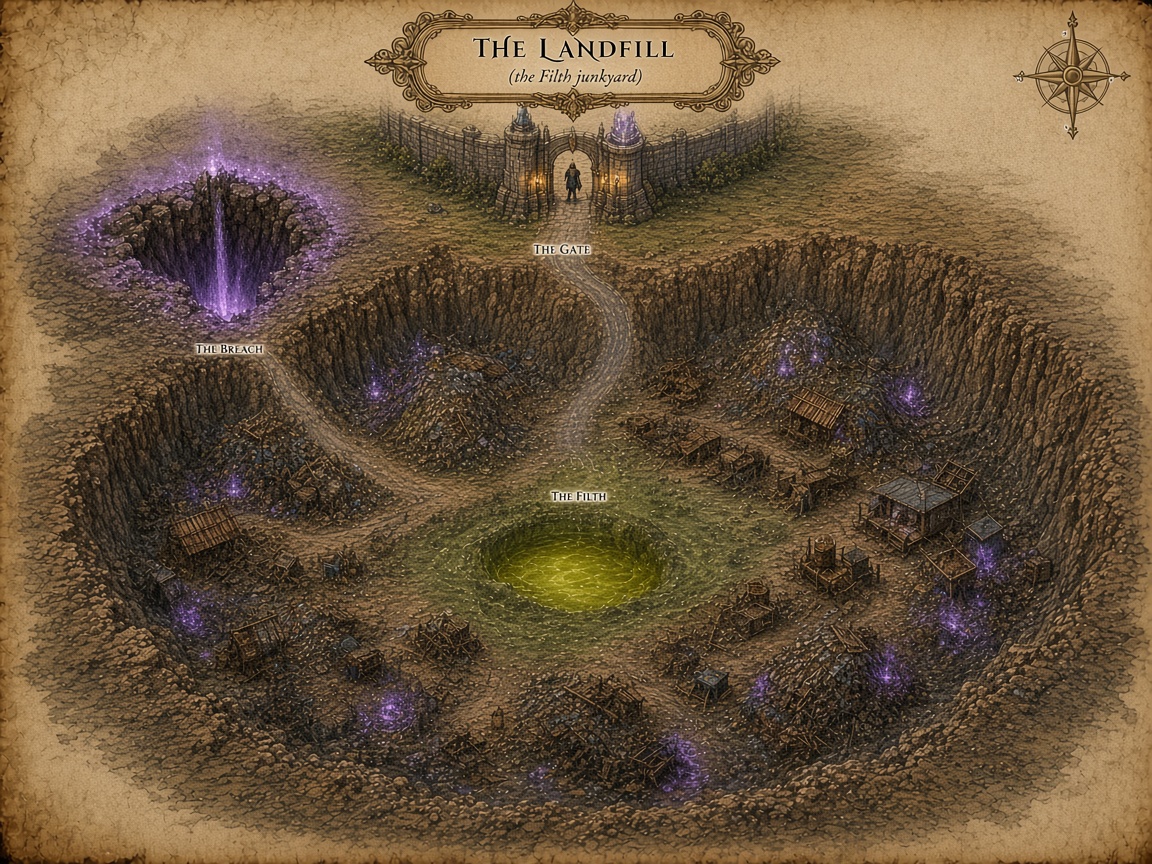 The Landfill
(the Filth junkyard)
The Gate
The Breach
The Filth